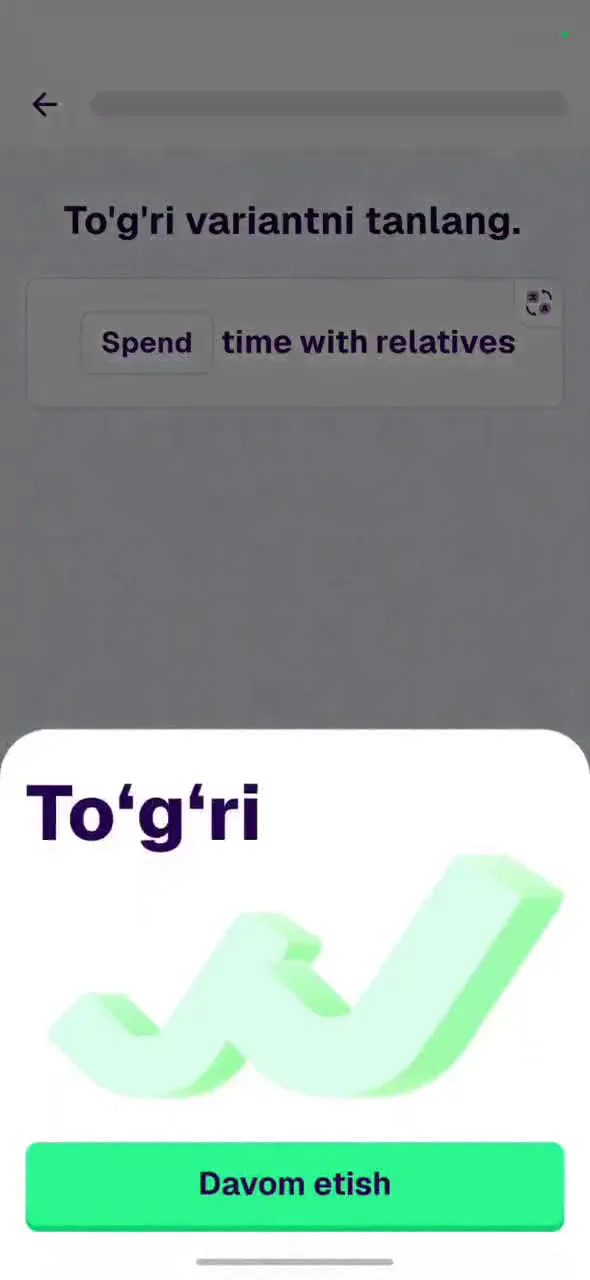 To'g'ri variantni tanlang.
Spend time with relatives
To‘g‘ri
Davom etish